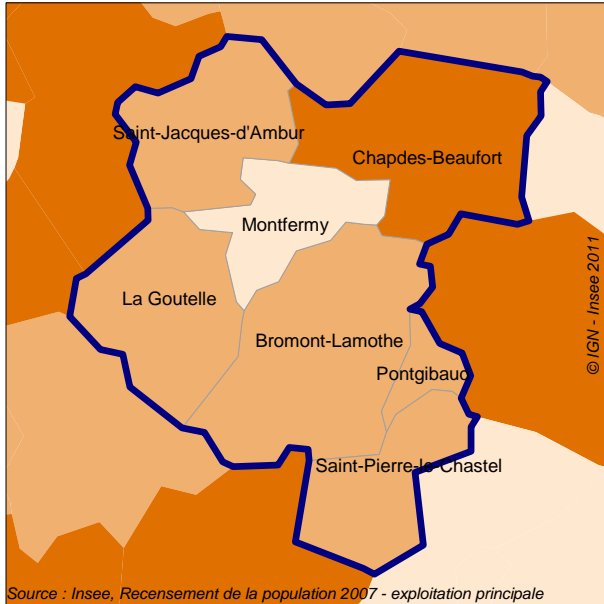 Saint-Jacques-d'Ambur
Chapdes-Beaufort
Montfermy
La Goutelle
Bromont-Lamothe
Pontgibaud
Saint-Pierre-le-Chastel
© IGN - Insee 2011
Source : Insee, Recensement de la population 2007 - exploitation principale